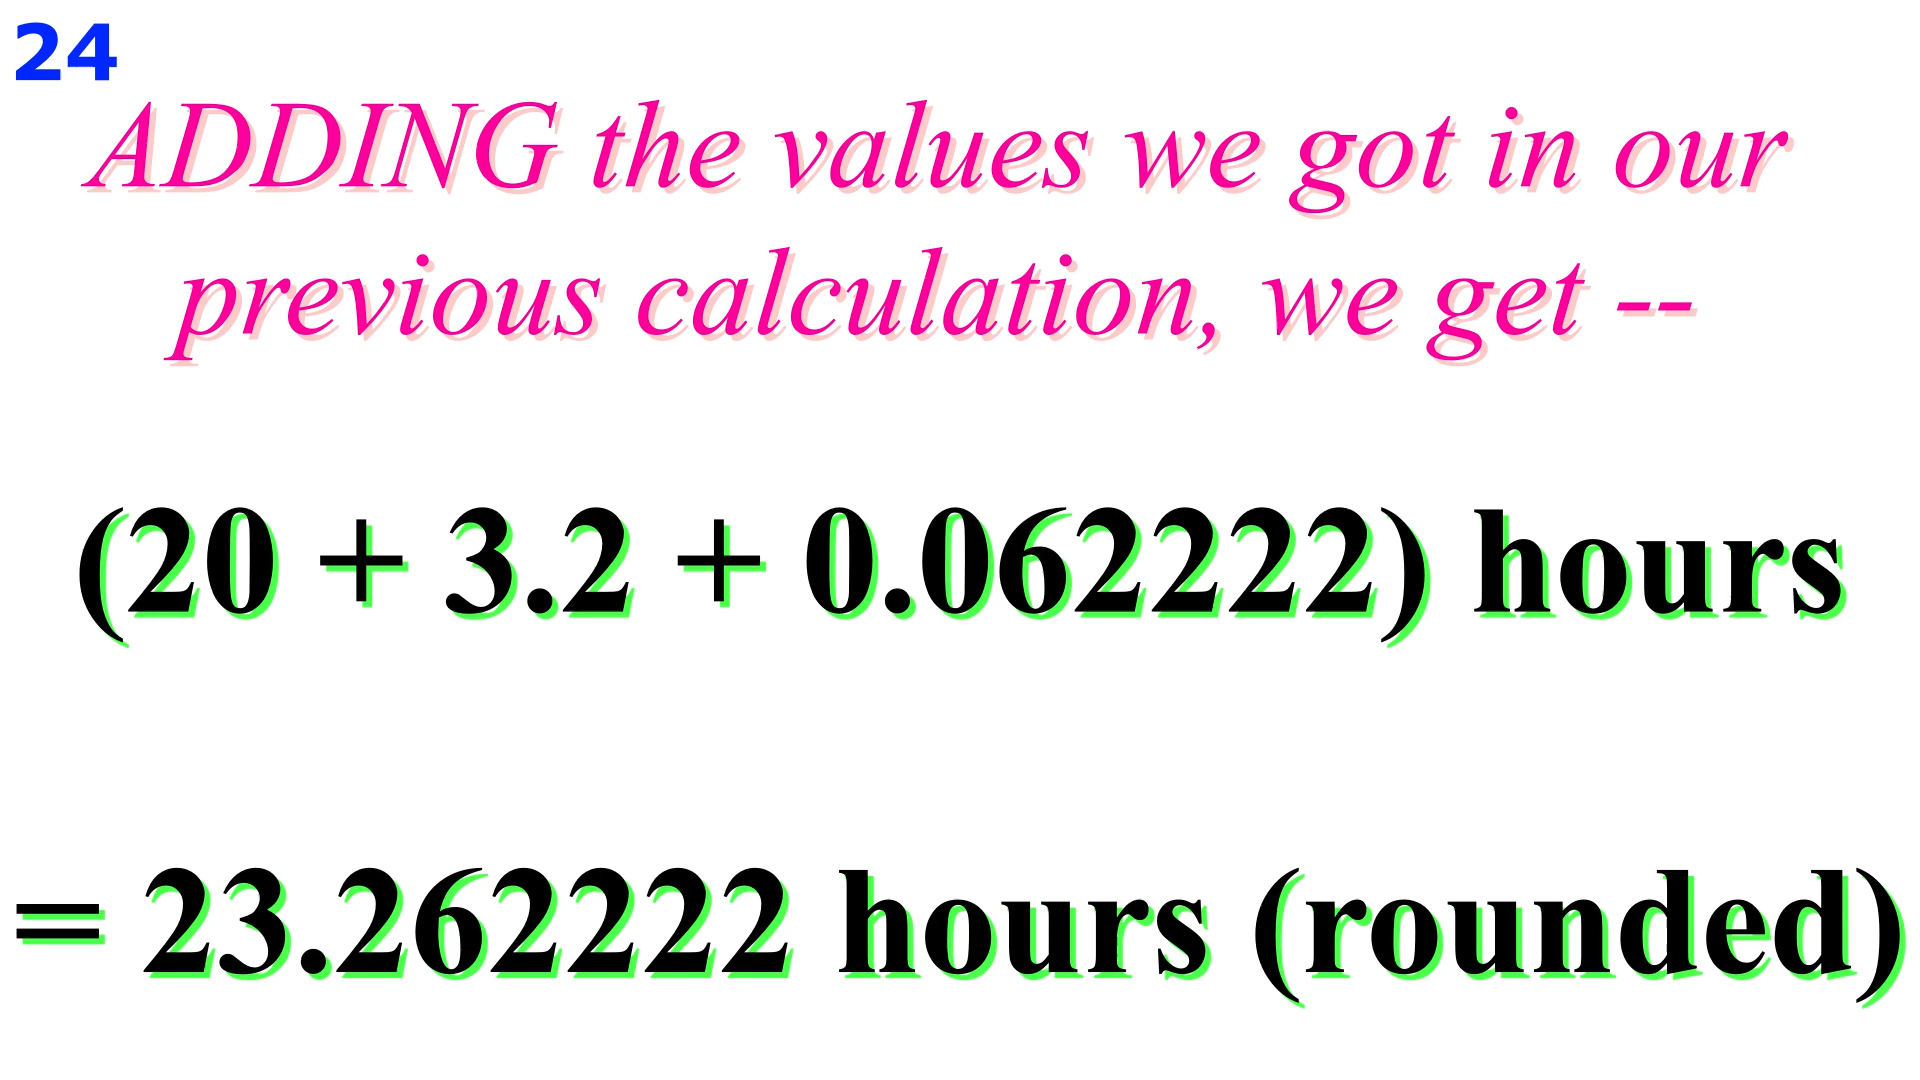 24
ADDING the values we got in our
previous calculation, we get --
(20 + 3.2 + 0.062222) hours
= 23.262222 hours (rounded)